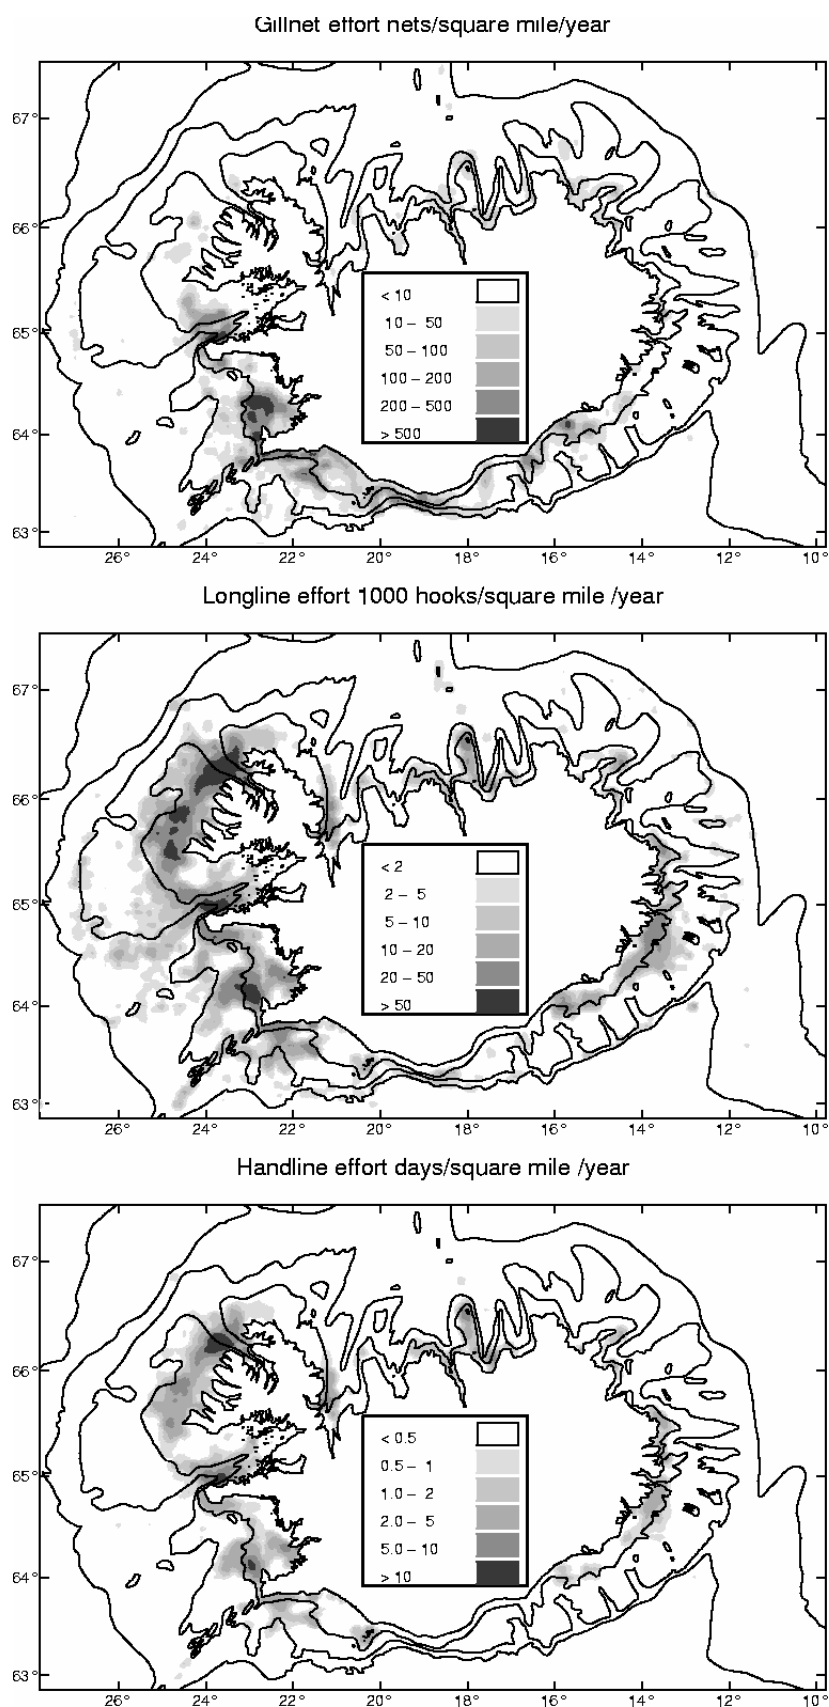 Gillnet effort nets/square mile/year
67°
66°
65°
64°
63°
< 10
10 – 50
50 – 100
100 – 200
200 – 500
> 500
26° 24° 22° 20° 18° 16° 14° 12° 10°
Longline effort 1000 hooks/square mile /year
67°
66°
65°
64°
63°
< 2
2 – 5
5 – 10
10 – 20
20 – 50
> 50
26° 24° 22° 20° 18° 16° 14° 12° 10°
Handline effort days/square mile /year
67°
66°
65°
64°
63°
< 0.5
0.5 – 1
1.0 – 2
2.0 – 5
5.0 – 10
> 10
26° 24° 22° 20° 18° 16° 14° 12° 10°